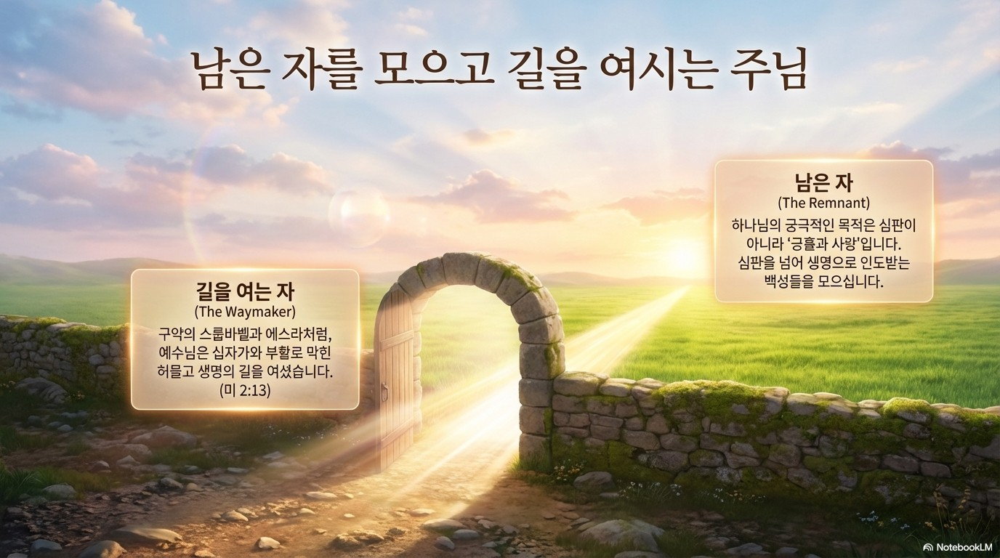 남은 자를 모으고 길을 여시는 주님
길을 여는 자
(The Waymaker)
구약의 스룹바벨과 에스라처럼,
예수님은 십자가와 부활로 막힌
허물고 생명의 길을 여셨습니다.
(미 2:13)
남은 자
(The Remnant)
하나님의 궁극적인 목적은 심판이
아니라 ‘긍휼과 사랑'입니다.
심판을 넘어 생명으로 인도받는
백성들을 모으십니다.
NotebookLM